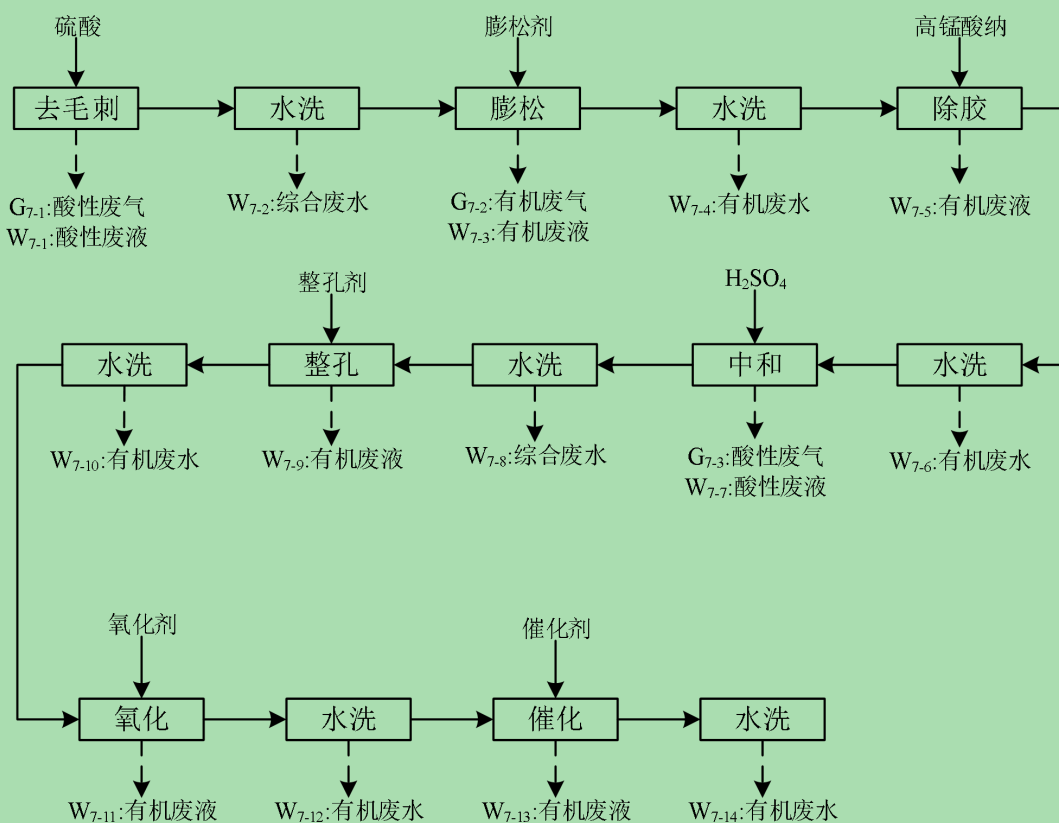 硫酸
膨松剂
高锰酸纳
去毛刺
水洗
膨松
水洗
除胶
G7-1:酸性废气
W7-1:酸性废液
W7-2:综合废水
G7-2:有机废气
W7-3:有机废液
W7-4:有机废水
W7-5:有机废液
整孔剂
H2SO4
水洗
整孔
水洗
中和
水洗
W7-10:有机废水
W7-9:有机废液
W7-8:综合废水
G7-3:酸性废气
W7-7:酸性废液
W7-6:有机废水
氧化剂
催化剂
氧化
水洗
催化
水洗
W7-11:有机废液
W7-12:有机废水
W7-13:有机废液
W7-14:有机废水